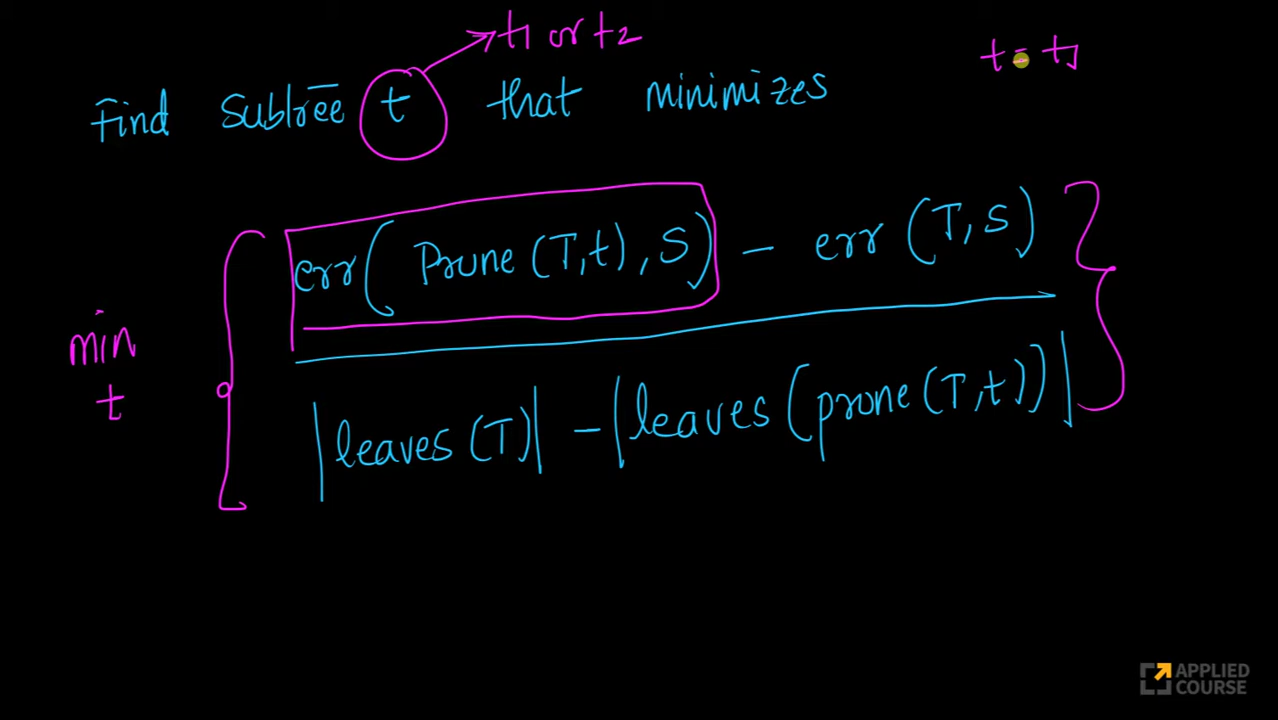 t1 or t2
t = t1
Find Subtree t that minimizes
min
t
err( Prune (T,t) , S) - err (T,S)
|leaves (T)| - |leaves (prune (T,t))|
APPLIED
COURSE